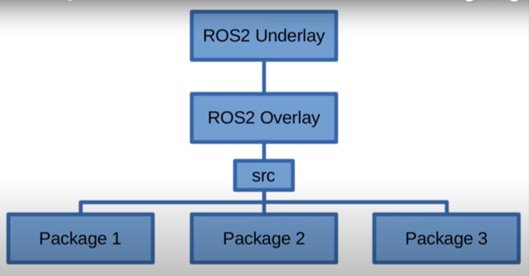 ROS2 Underlay
ROS2 Overlay
src
Package 1
Package 2
Package 3